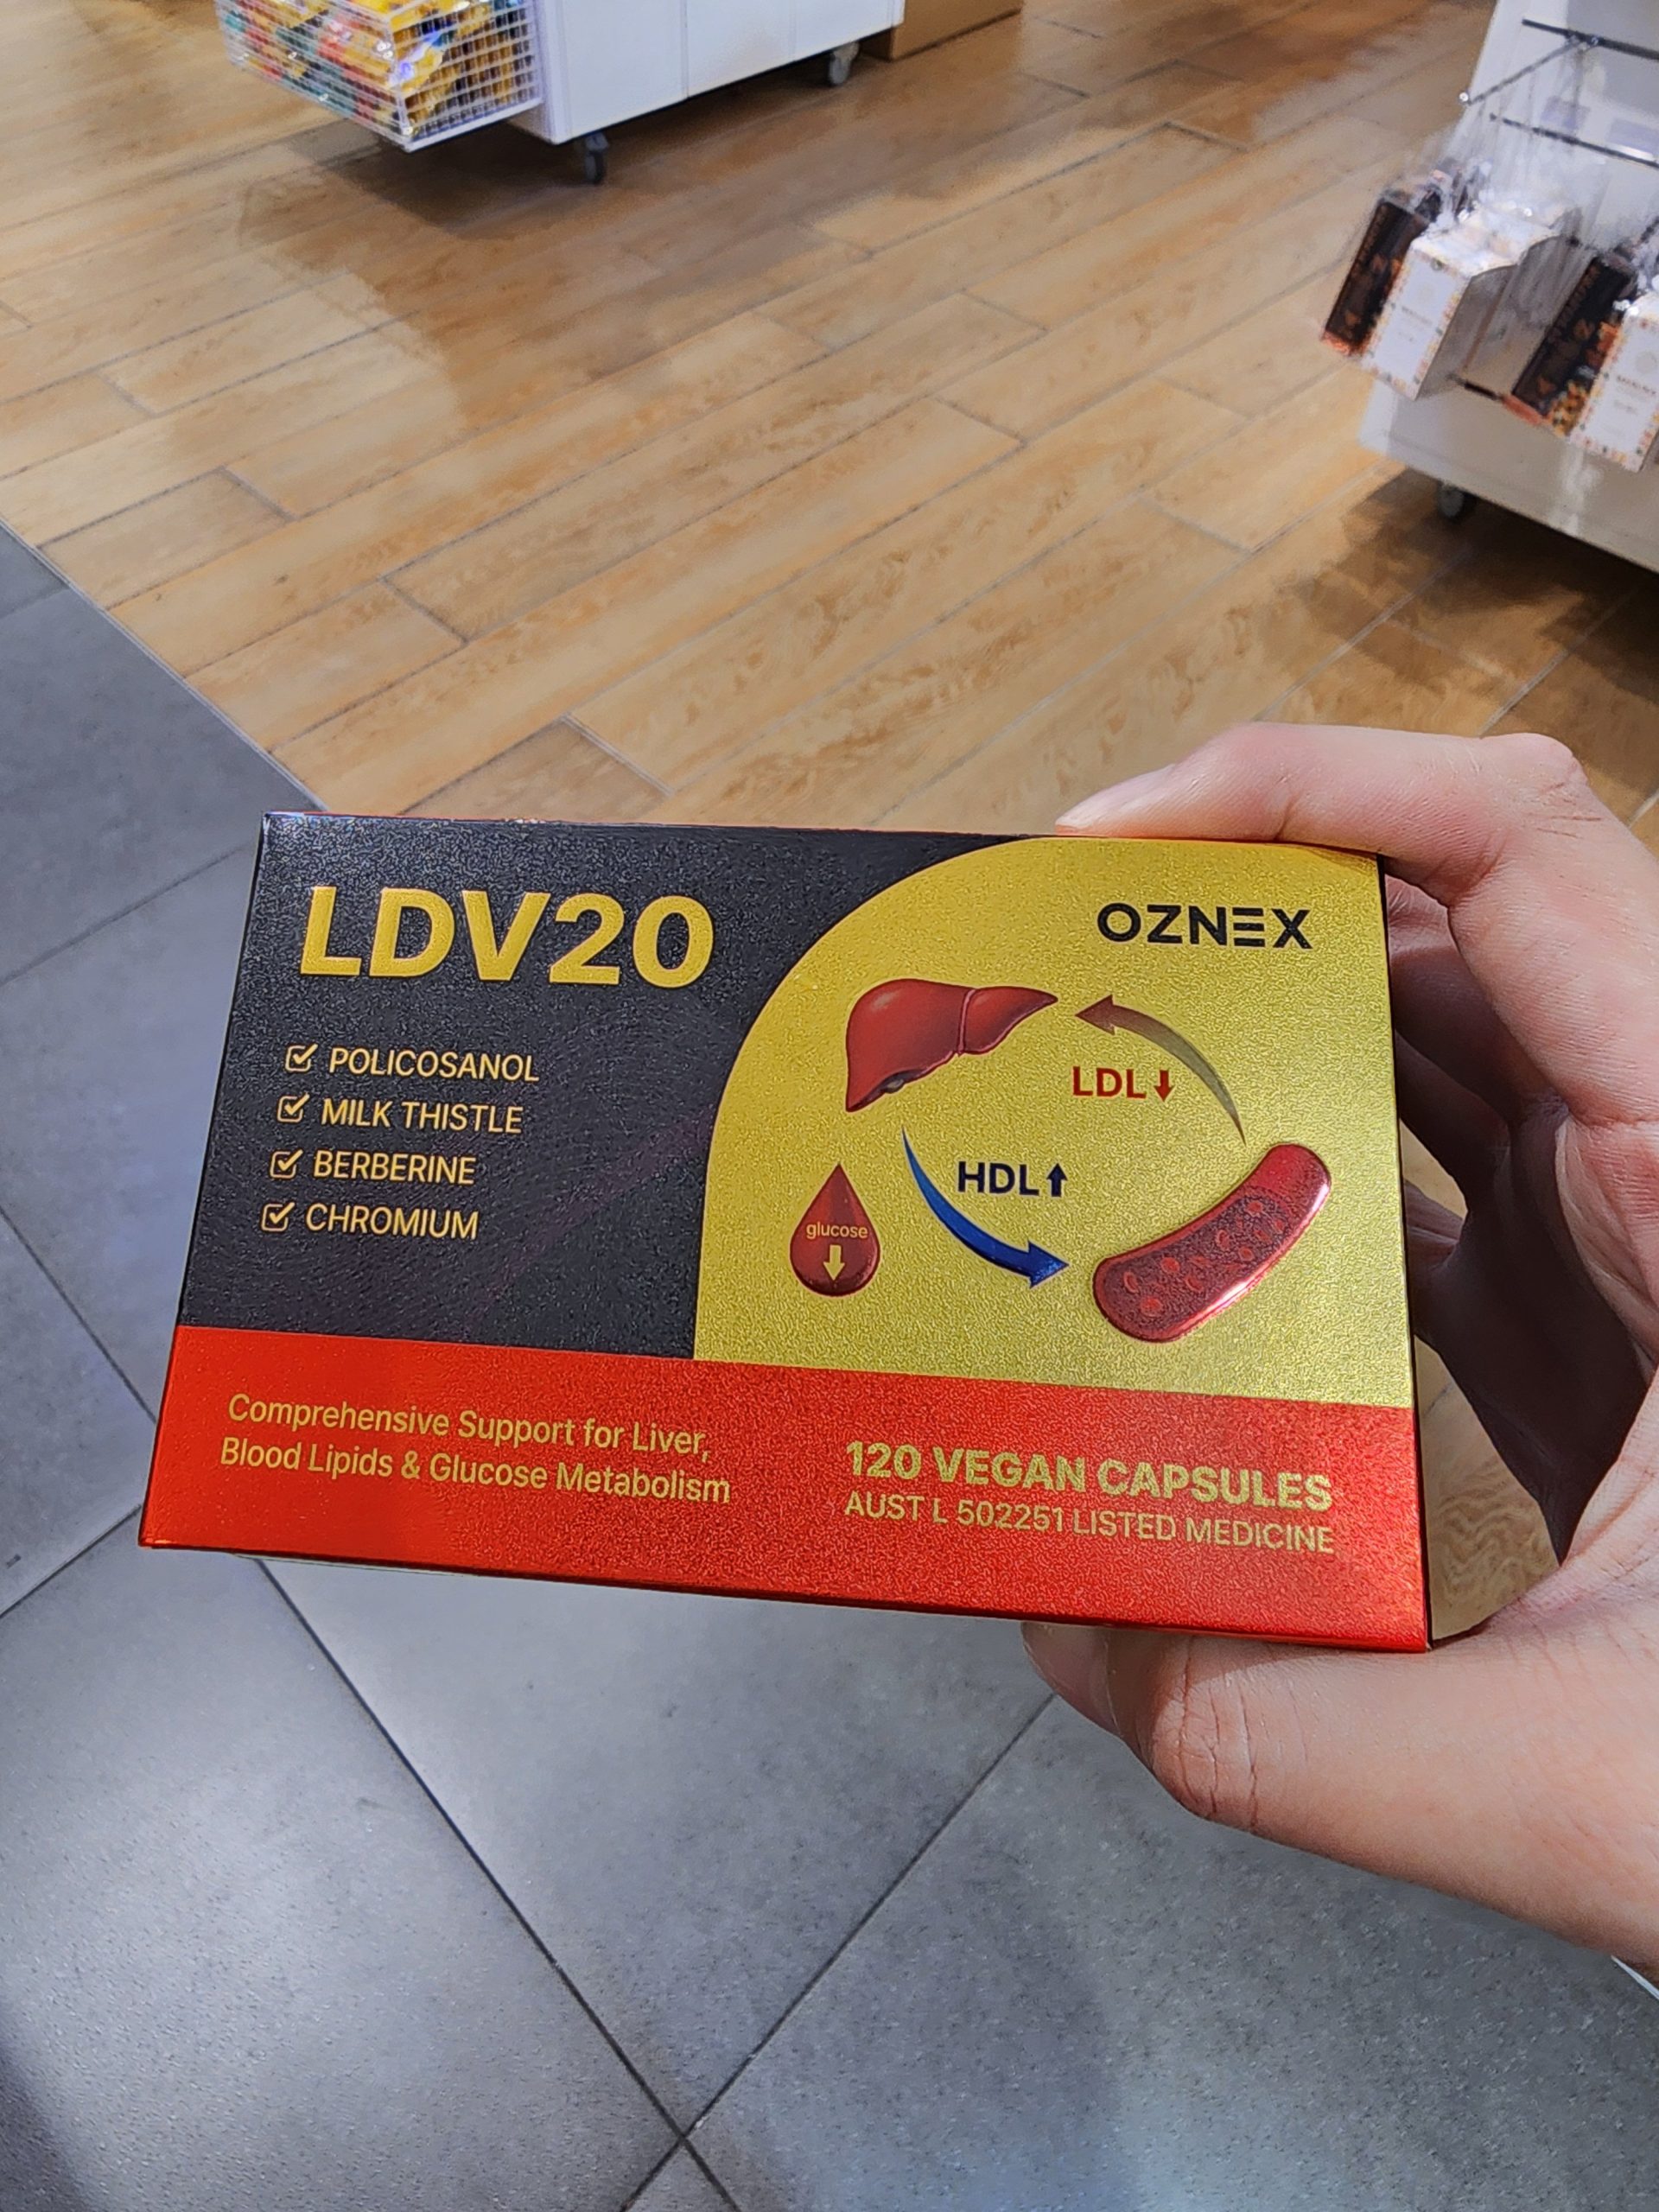 LDV20
POLICOSANOL
MILK THISTLE
BERBERINE
CHROMIUM
OZNEX
LDL
HDL
glucose
Comprehensive Support for Liver,
Blood Lipids & Glucose Metabolism
120 VEGAN CAPSULES
AUST L 502251 LISTED MEDICINE